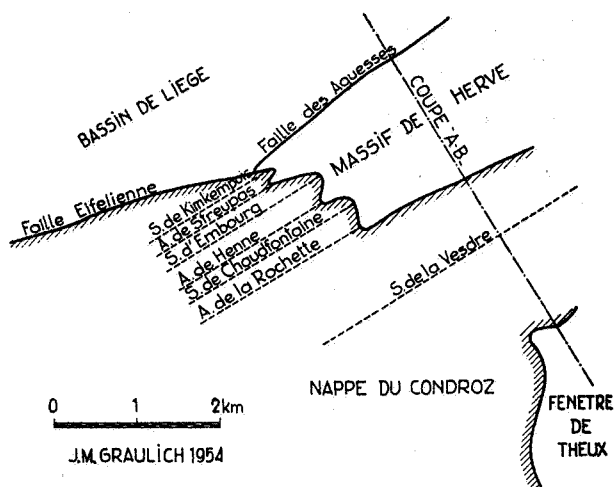 BASSIN DE LIEGE
Faille des Aguesses
COUPE A-B
MASSIF DE HERVE
Faille Eifelienne
S. de Kimkempois
A. de Streupas
S. d'Embourg
A. de Henne
S. de Chaudfontaine
A. de la Rochette
S. de la Vesdre
NAPPE DU CONDROZ
FENETRE
DE
THEUX
0 1 2km
J.M. GRAULICH 1954